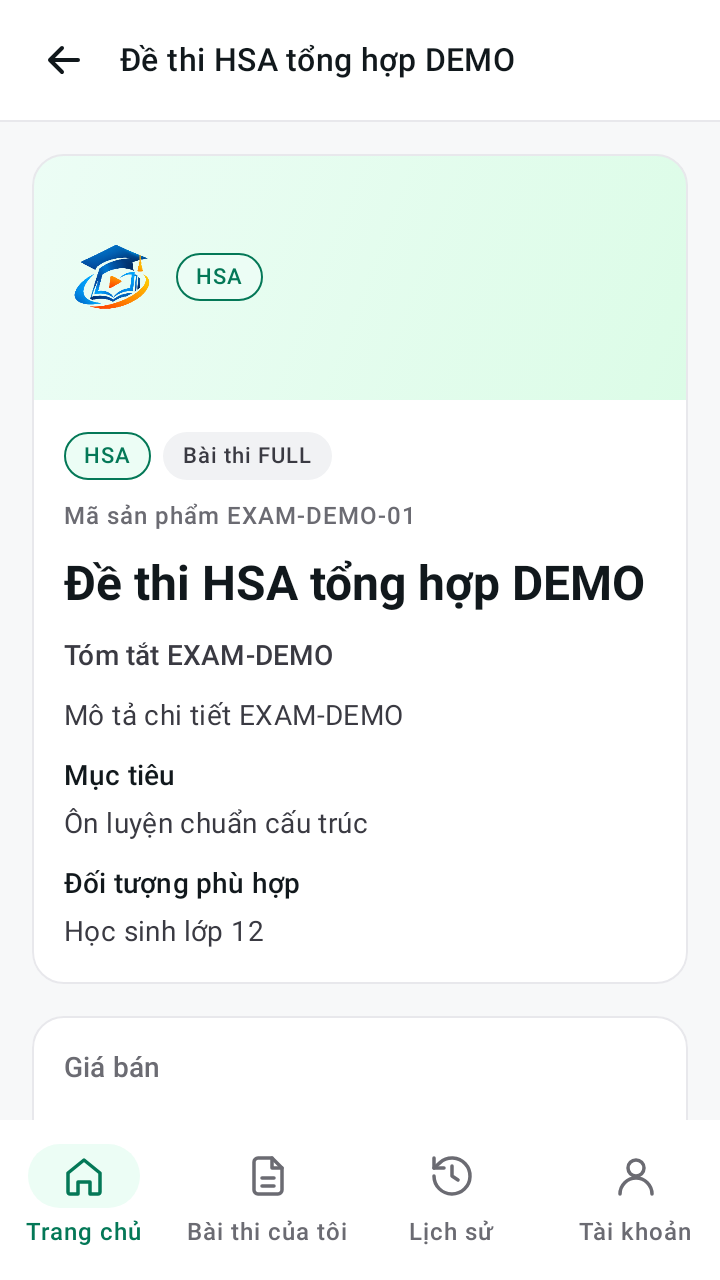 Đề thi HSA tổng hợp DEMO
HSA
HSA
Bài thi FULL
Mã sản phẩm EXAM-DEMO-01
Đề thi HSA tổng hợp DEMO
Tóm tắt EXAM-DEMO
Mô tả chi tiết EXAM-DEMO
Mục tiêu
Ôn luyện chuẩn cấu trúc
Đối tượng phù hợp
Học sinh lớp 12
Giá bán
Trang chủ
Bài thi của tôi
Lịch sử
Tài khoản